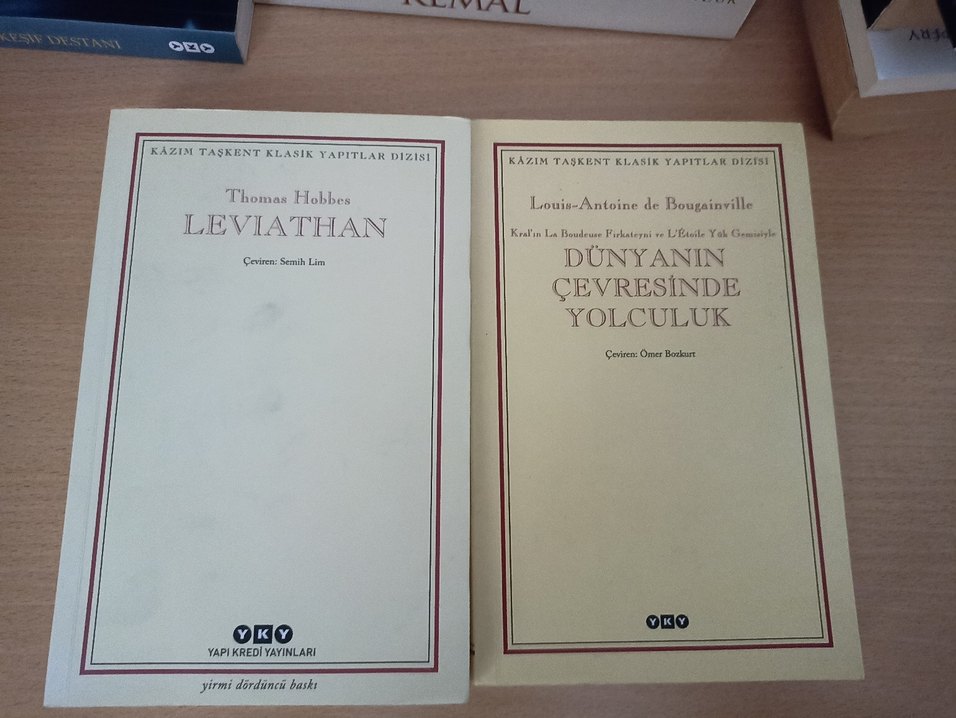 KEŞİF DESTANI
YKY
KEMAL
KÂZIM TAŞKENT KLASİK YAPITLAR DİZİSİ
Thomas Hobbes
LEVIATHAN
Çeviren: Semih Lim
YKY
YAPI KREDİ YAYINLARI
yirmi dördüncü baskı
KÂZIM TAŞKENT KLASİK YAPITLAR DİZİSİ
Louis-Antoine de Bougainville
Kral'ın La Boudeuse Fırkateyni ve L'Étoile Yük Gemisiyle
DÜNYANIN
ÇEVRESİNDE
YOLCULUK
Çeviren: Ömer Bozkurt
YKY